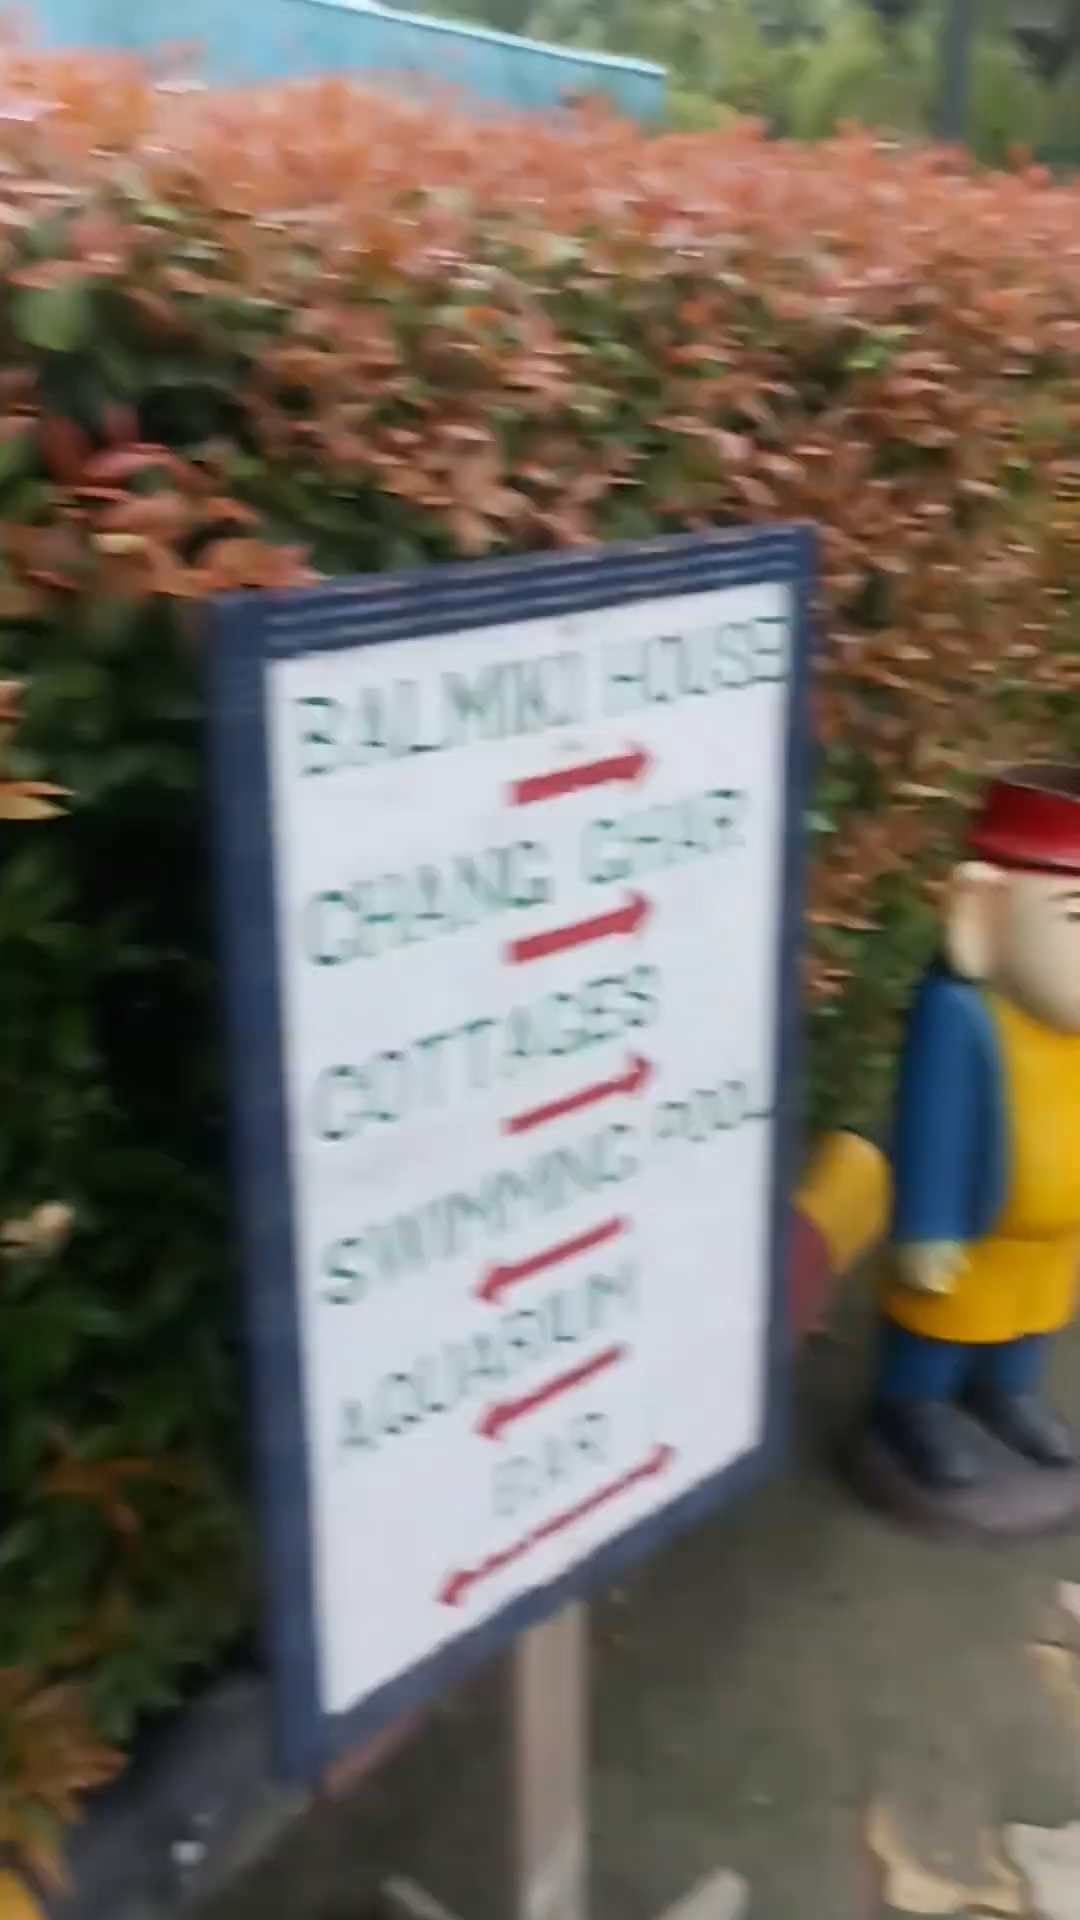 BALMIKI HOUSE
CHANG GHAR
COTTAGES
SWIMMING POOL
AQUARIUM
BAR